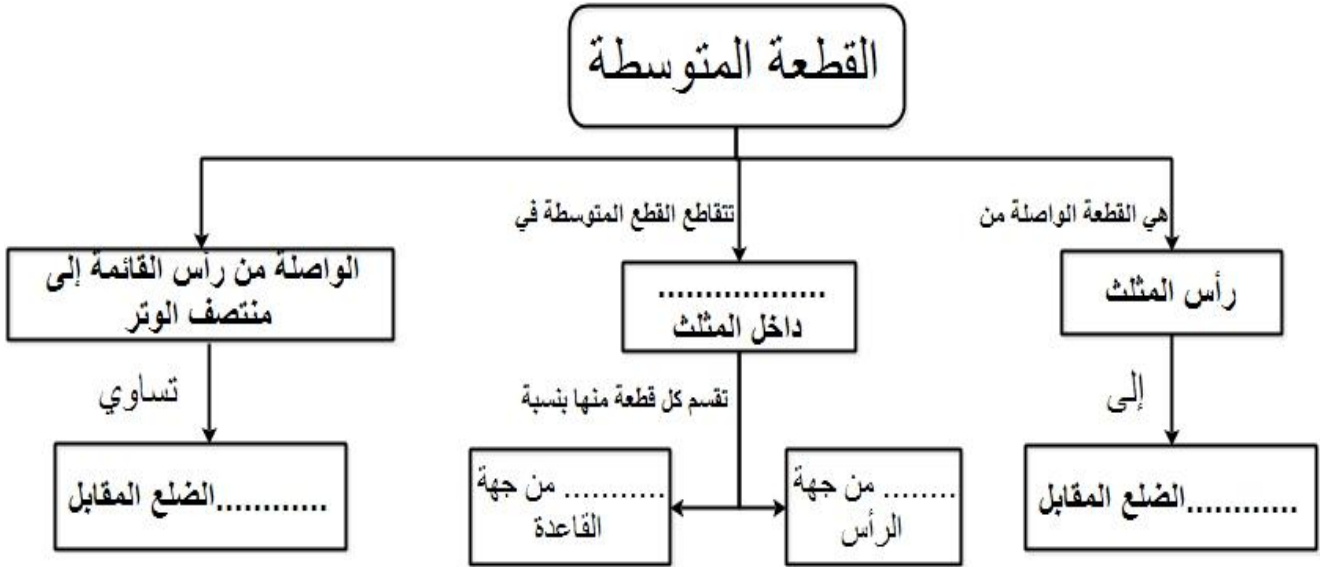 القطعة المتوسطة
هي القطعة الواصلة من
رأس المثلث
إلى
............الضلع المقابل
تتقاطع القطع المتوسطة في
..................
داخل المثلث
تقسم كل قطعة منها بنسبة
........ من جهة
الرأس
........... من جهة
القاعدة
الواصلة من رأس القائمة إلى
منتصف الوتر
تساوي
............الضلع المقابل